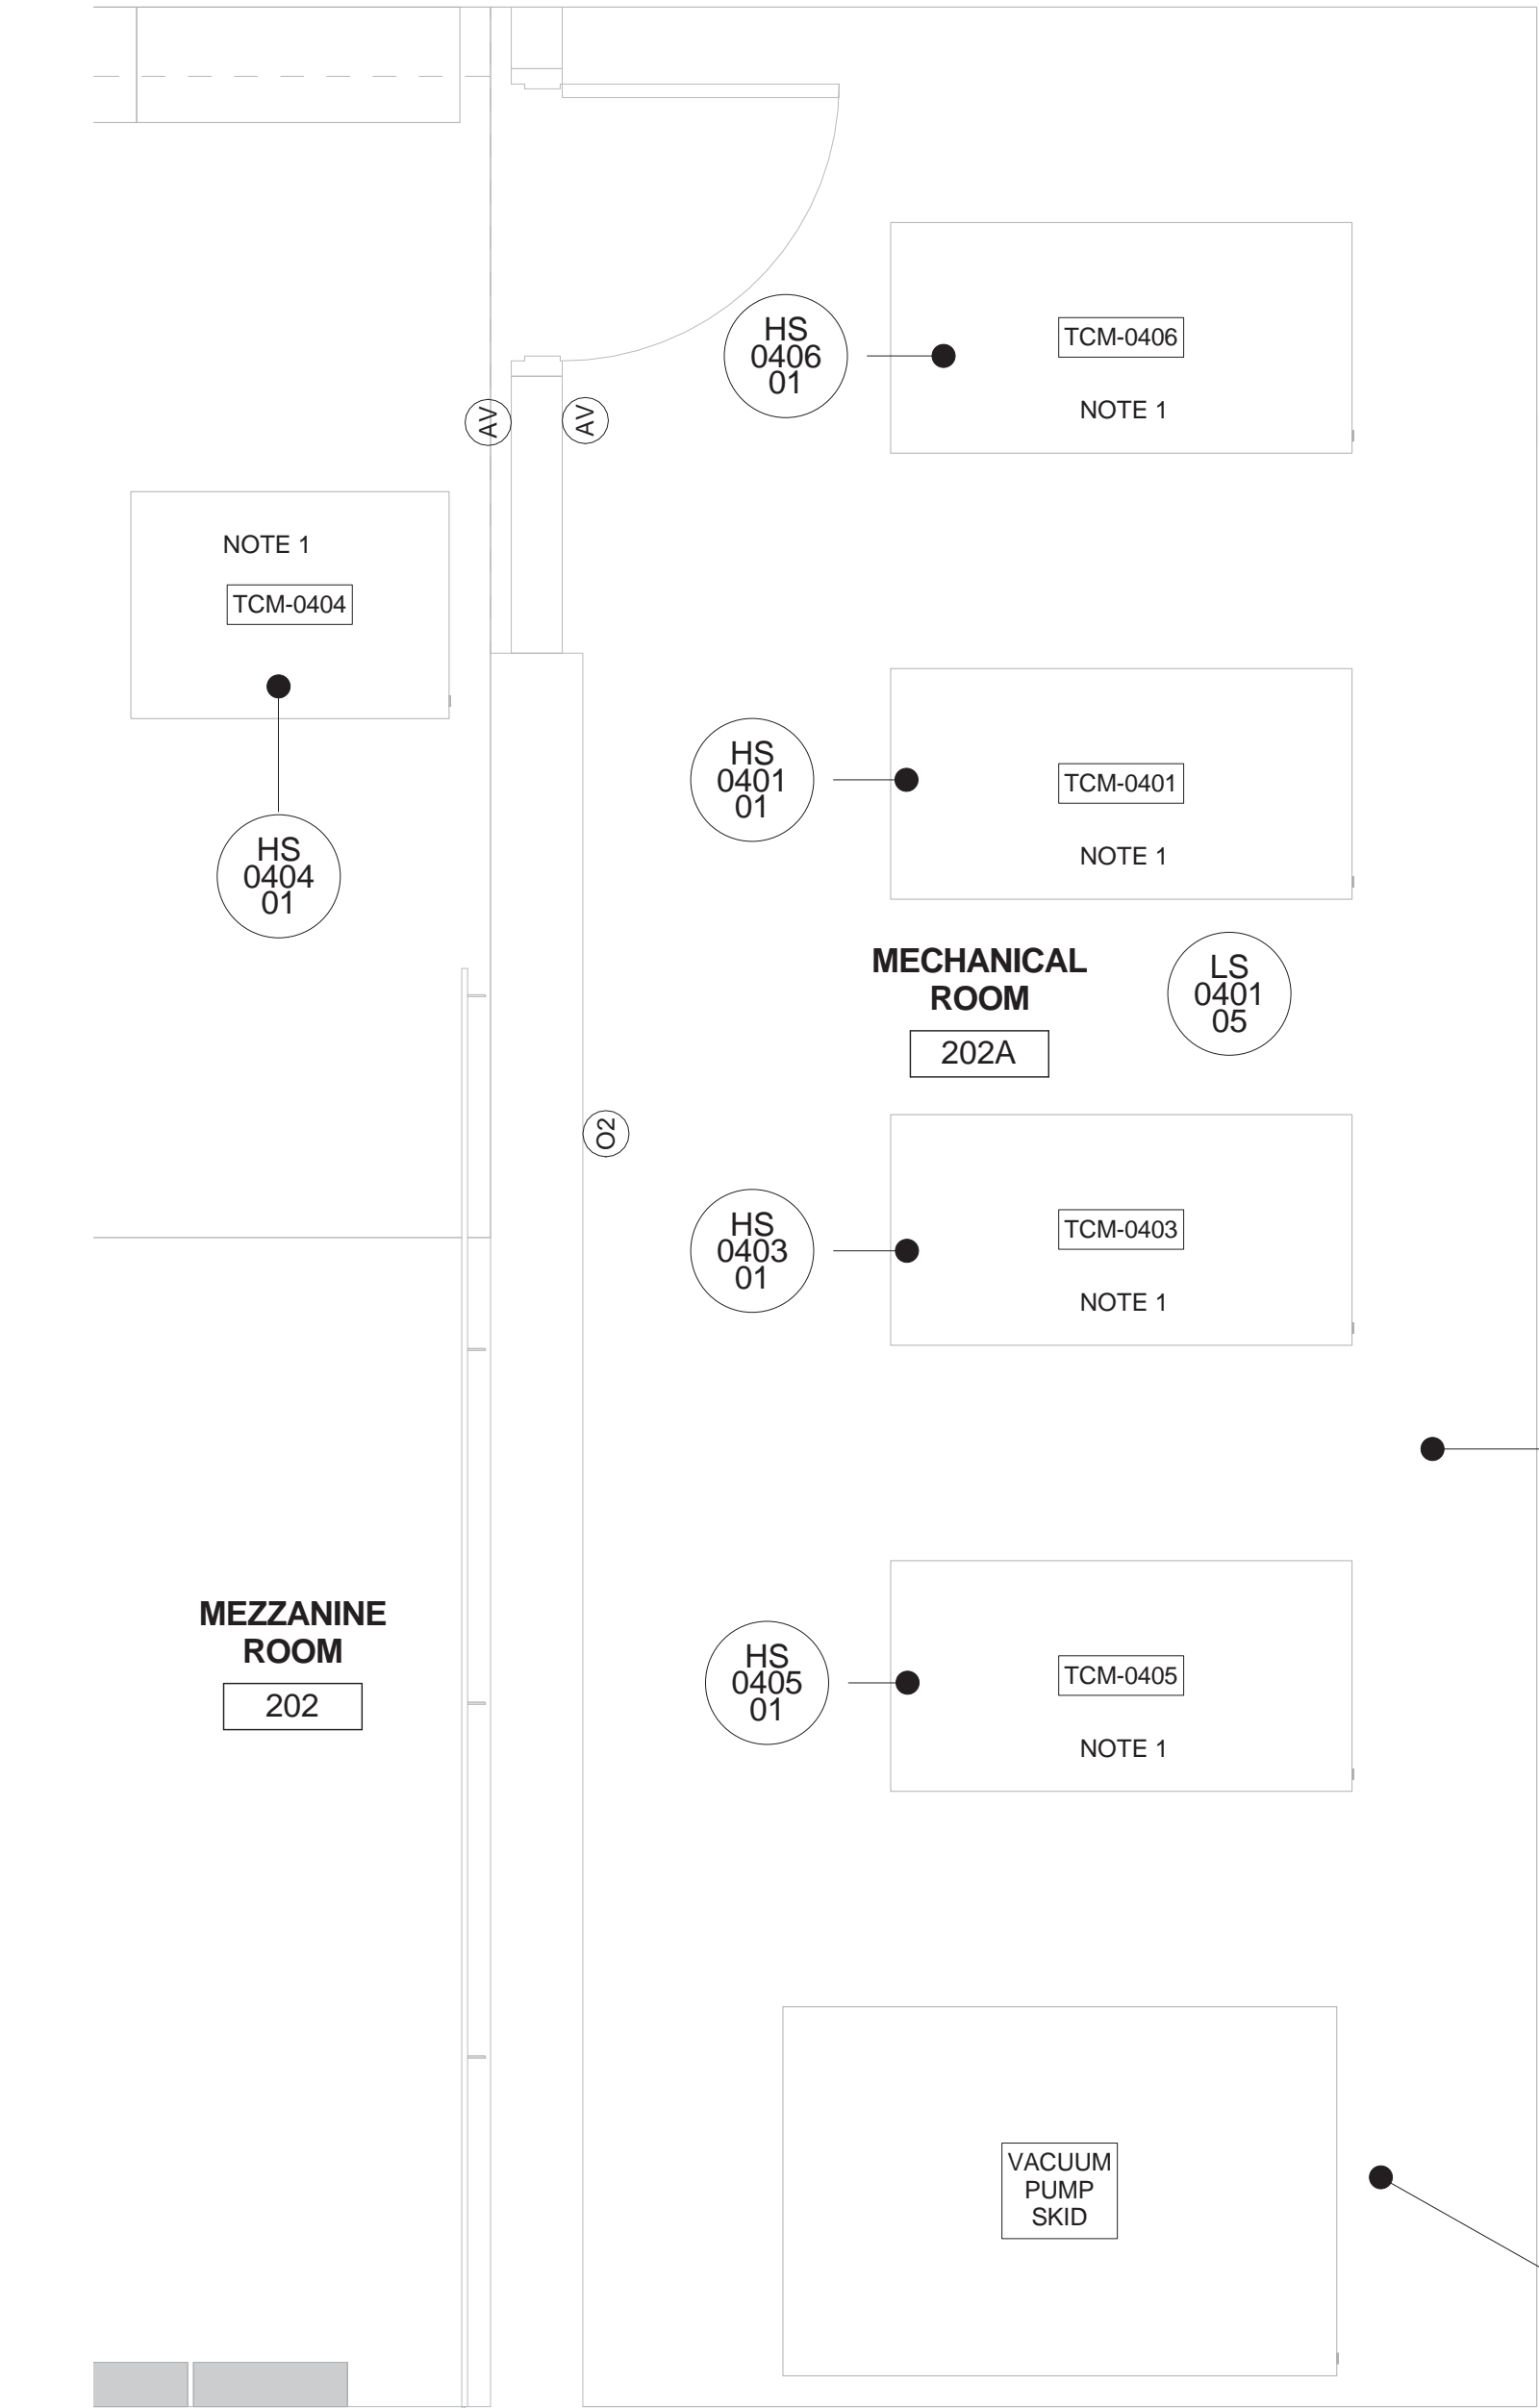 HS
0406
01
TCM-0406
NOTE 1
AV
AV
NOTE 1
TCM-0404
HS
0404
01
HS
0401
01
TCM-0401
NOTE 1
MECHANICAL
ROOM
202A
LS
0401
05
O2
HS
0403
01
TCM-0403
NOTE 1
MEZZANINE
ROOM
202
HS
0405
01
TCM-0405
NOTE 1
VACUUM
PUMP
SKID